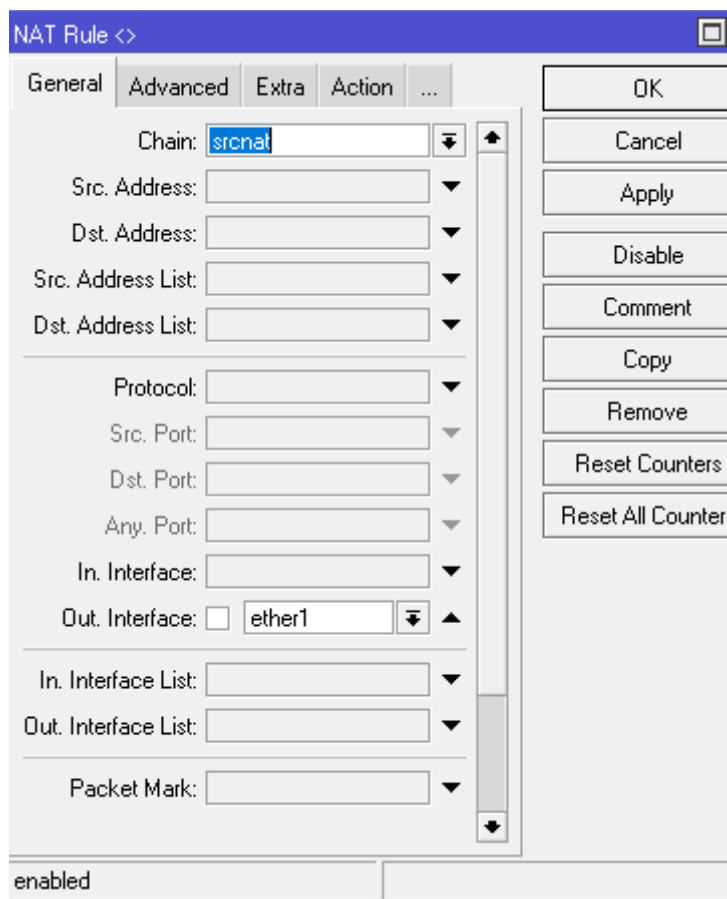 NAT Rule <>
General Advanced Extra Action ...
Chain: srcnat
Src. Address:
Dst. Address:
Src. Address List:
Dst. Address List:
Protocol:
Src. Port:
Dst. Port:
Any. Port:
In. Interface:
Out. Interface: ether1
In. Interface List:
Out. Interface List:
Packet Mark:
OK
Cancel
Apply
Disable
Comment
Copy
Remove
Reset Counters
Reset All Counter
enabled